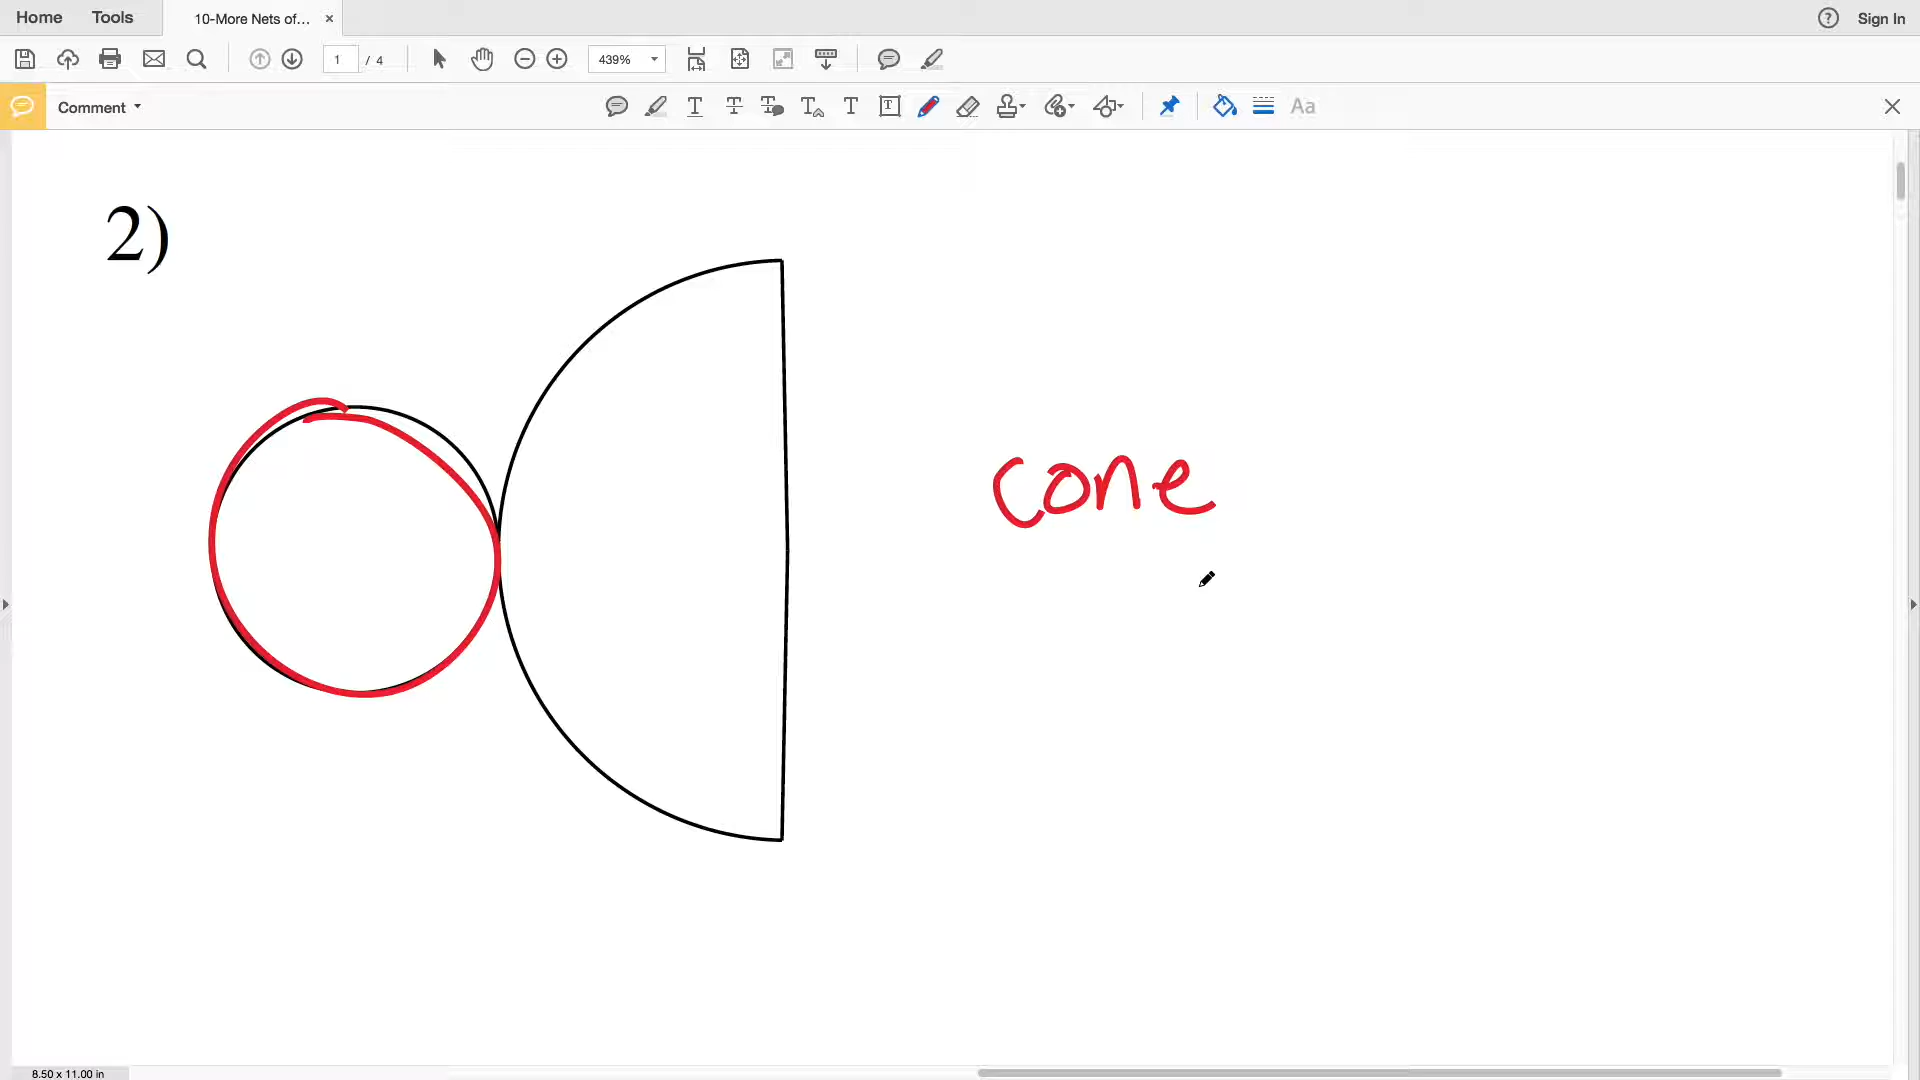 Home Tools 10-More Nets of... × ? Sign In
1 / 4 439%
Comment T T T T T T Aa
2)
cone
8.50 x 11.00 in